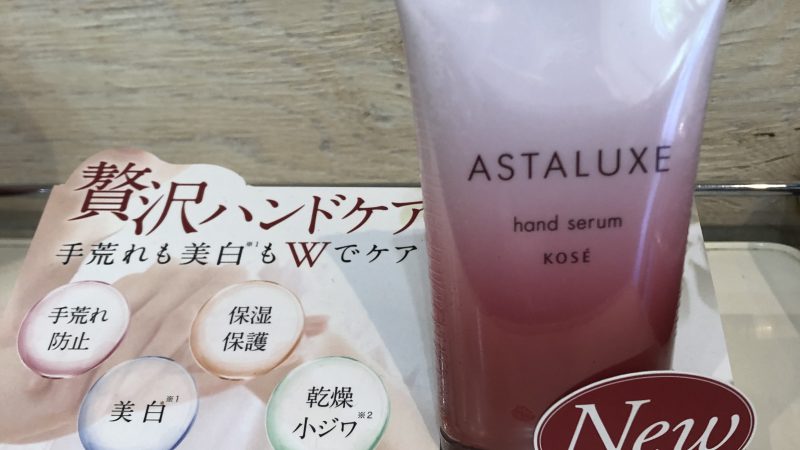 贅沢ハンドケア
手荒れも美白※1もWでケア
手荒れ
防止
保湿
保護
美白※1
乾燥
小ジワ※2
ASTALUXE
hand serum
KOSÉ
New